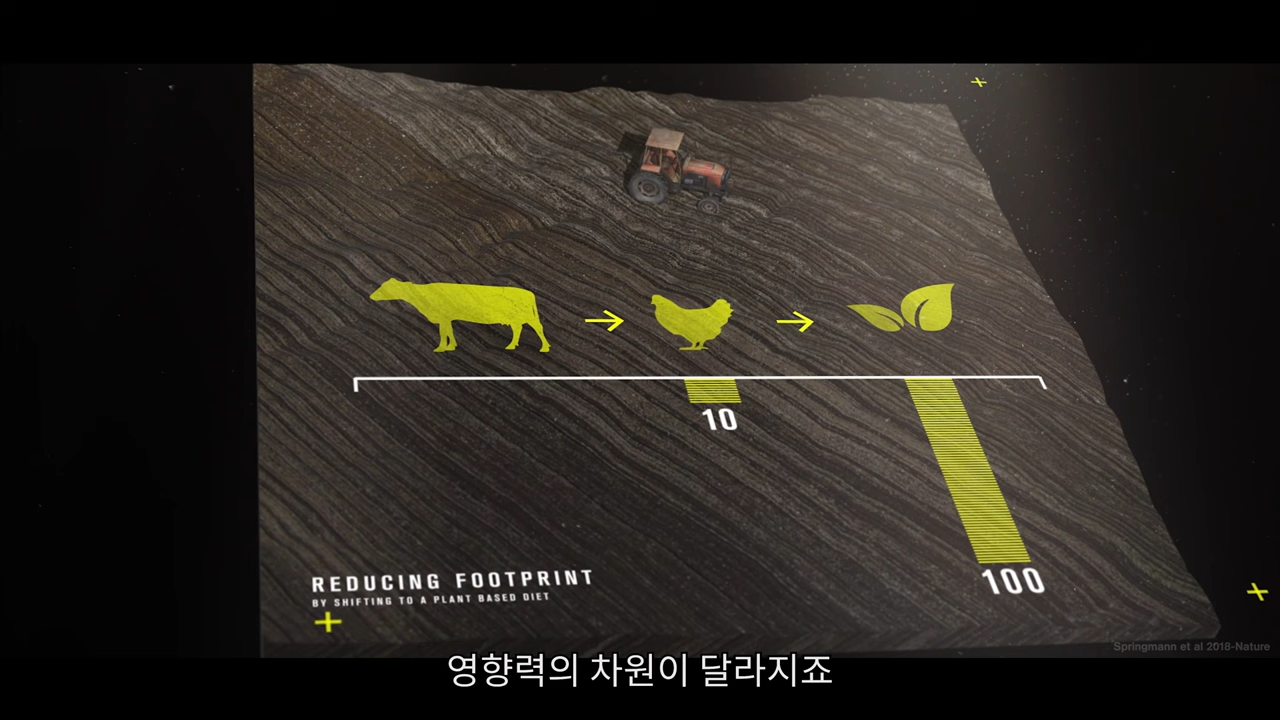 10
100
REDUCING FOOTPRINT
BY SHIFTING TO A PLANT BASED DIET
Springmann et al 2018-Nature
영향력의 차원이 달라지죠